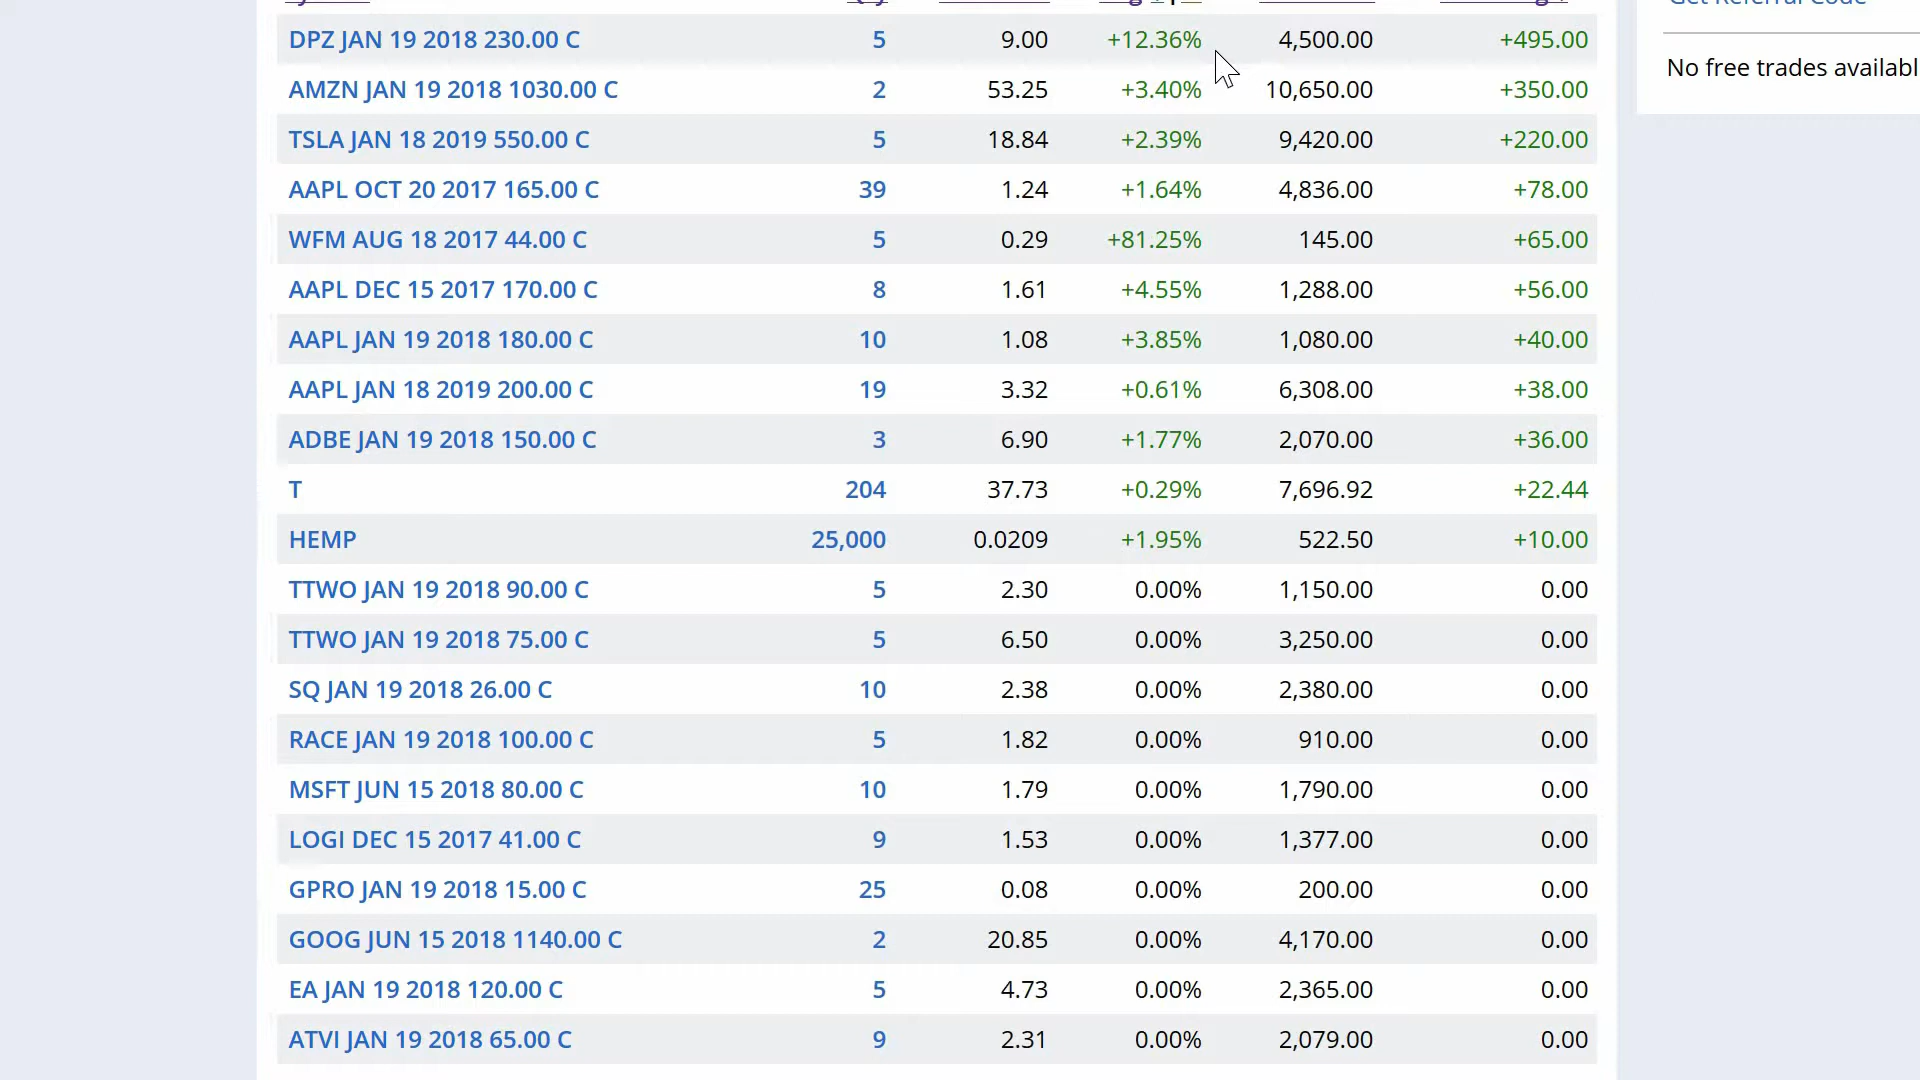 DPZ JAN 19 2018 230.00 C 5 9.00 +12.36% 4,500.00 +495.00
AMZN JAN 19 2018 1030.00 C 2 53.25 +3.40% 10,650.00 +350.00
TSLA JAN 18 2019 550.00 C 5 18.84 +2.39% 9,420.00 +220.00
AAPL OCT 20 2017 165.00 C 39 1.24 +1.64% 4,836.00 +78.00
WFM AUG 18 2017 44.00 C 5 0.29 +81.25% 145.00 +65.00
AAPL DEC 15 2017 170.00 C 8 1.61 +4.55% 1,288.00 +56.00
AAPL JAN 19 2018 180.00 C 10 1.08 +3.85% 1,080.00 +40.00
AAPL JAN 18 2019 200.00 C 19 3.32 +0.61% 6,308.00 +38.00
ADBE JAN 19 2018 150.00 C 3 6.90 +1.77% 2,070.00 +36.00
T 204 37.73 +0.29% 7,696.92 +22.44
HEMP 25,000 0.0209 +1.95% 522.50 +10.00
TTWO JAN 19 2018 90.00 C 5 2.30 0.00% 1,150.00 0.00
TTWO JAN 19 2018 75.00 C 5 6.50 0.00% 3,250.00 0.00
SQ JAN 19 2018 26.00 C 10 2.38 0.00% 2,380.00 0.00
RACE JAN 19 2018 100.00 C 5 1.82 0.00% 910.00 0.00
MSFT JUN 15 2018 80.00 C 10 1.79 0.00% 1,790.00 0.00
LOGI DEC 15 2017 41.00 C 9 1.53 0.00% 1,377.00 0.00
GPRO JAN 19 2018 15.00 C 25 0.08 0.00% 200.00 0.00
GOOG JUN 15 2018 1140.00 C 2 20.85 0.00% 4,170.00 0.00
EA JAN 19 2018 120.00 C 5 4.73 0.00% 2,365.00 0.00
ATVI JAN 19 2018 65.00 C 9 2.31 0.00% 2,079.00 0.00
Get Referral Code
No free trades availabl